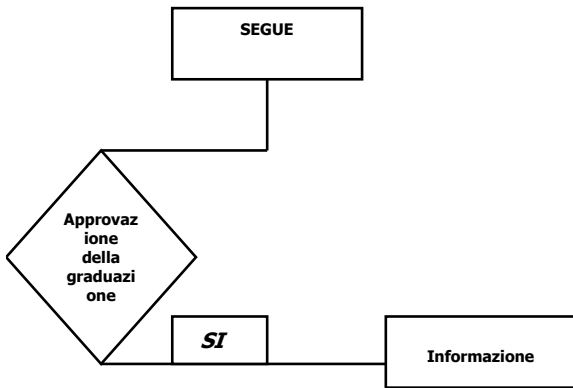 SEGUE
Approvaz
ione
della
graduazi
one
SI
Informazione